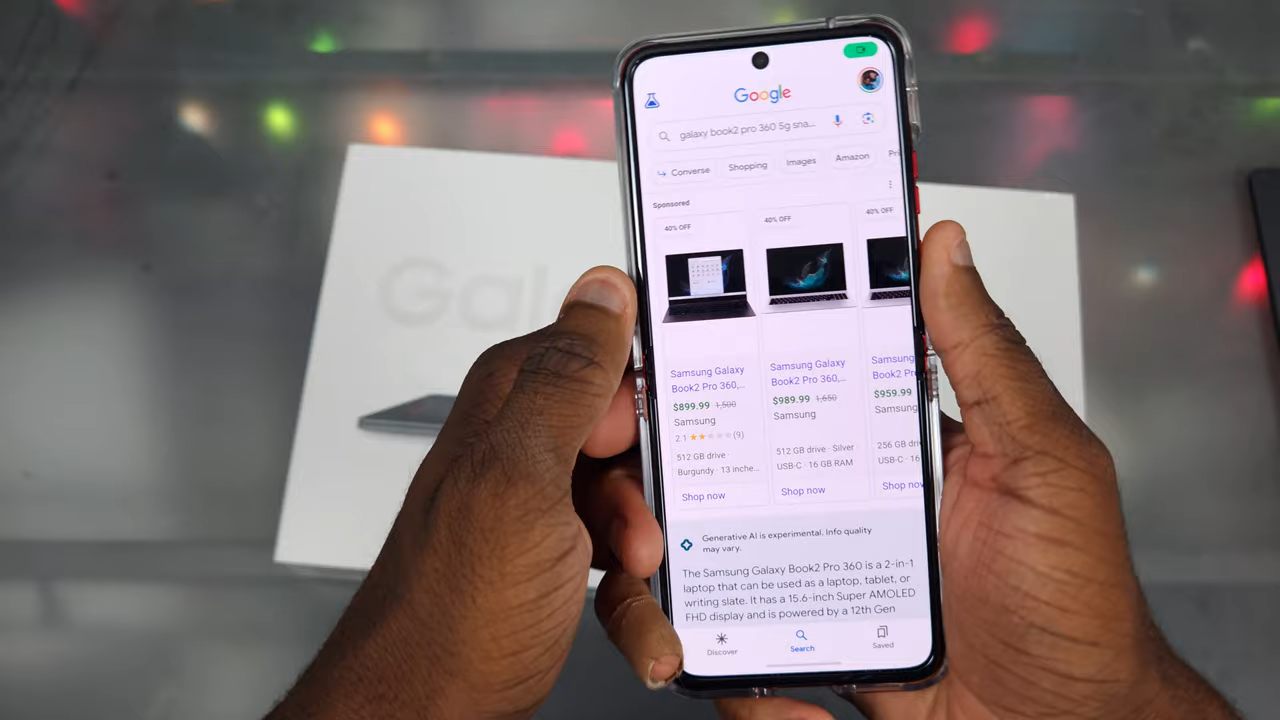 Google
galaxy book2 pro 360 5g sna...
Converse
Shopping
Images
Amazon
Pri
Sponsored
40% OFF
40% OFF
40% OFF
Samsung Galaxy
Book2 Pro 360,...
$899.99 1,500
Samsung
2.1 (9)
512 GB drive ·
Burgundy · 13 inche...
Shop now
Samsung Galaxy
Book2 Pro 360,...
$989.99 1,650
Samsung
512 GB drive · Silver
USB-C · 16 GB RAM
Shop now
Samsung
Book2 Pr
$959.99
Samsung
256 GB dri
USB-C · 16
Shop now
Generative AI is experimental. Info quality
may vary.
The Samsung Galaxy Book2 Pro 360 is a 2-in-1
laptop that can be used as a laptop, tablet, or
writing slate. It has a 15.6-inch Super AMOLED
FHD display and is powered by a 12th Gen
Discover
Search
Saved
Gal